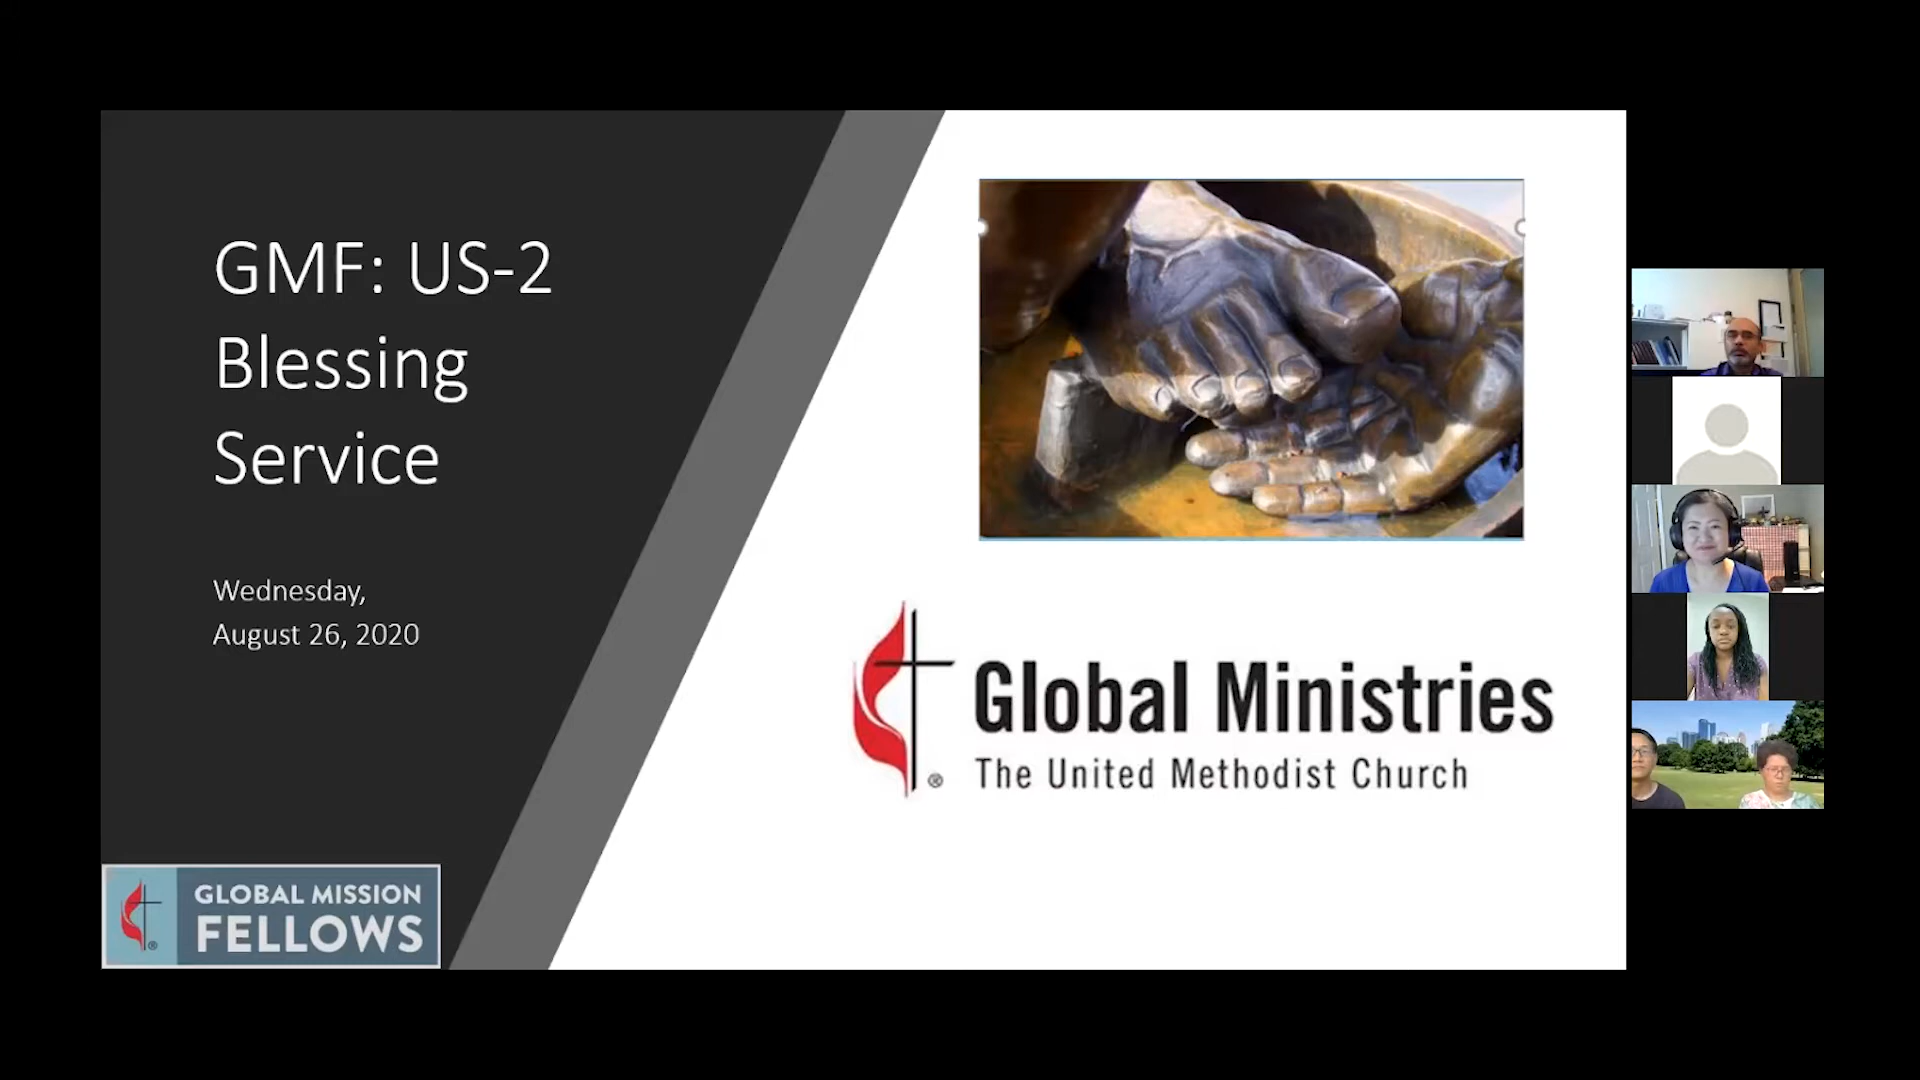 GMF: US-2
Blessing
Service
Wednesday,
August 26, 2020
GLOBAL MISSION
FELLOWS
®
Global Ministries
The United Methodist Church
®